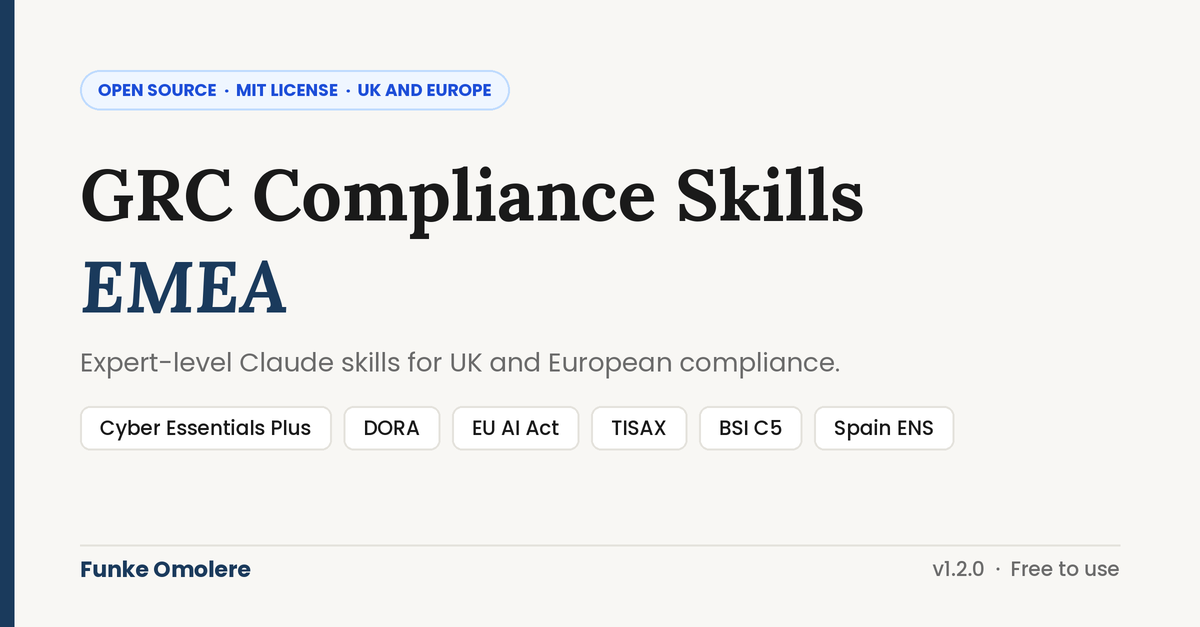 OPEN SOURCE · MIT LICENSE · UK AND EUROPE
GRC Compliance Skills
EMEA
Expert-level Claude skills for UK and European compliance.
Cyber Essentials Plus DORA EU AI Act TISAX BSI C5 Spain ENS
Funke Omolere v1.2.0 · Free to use